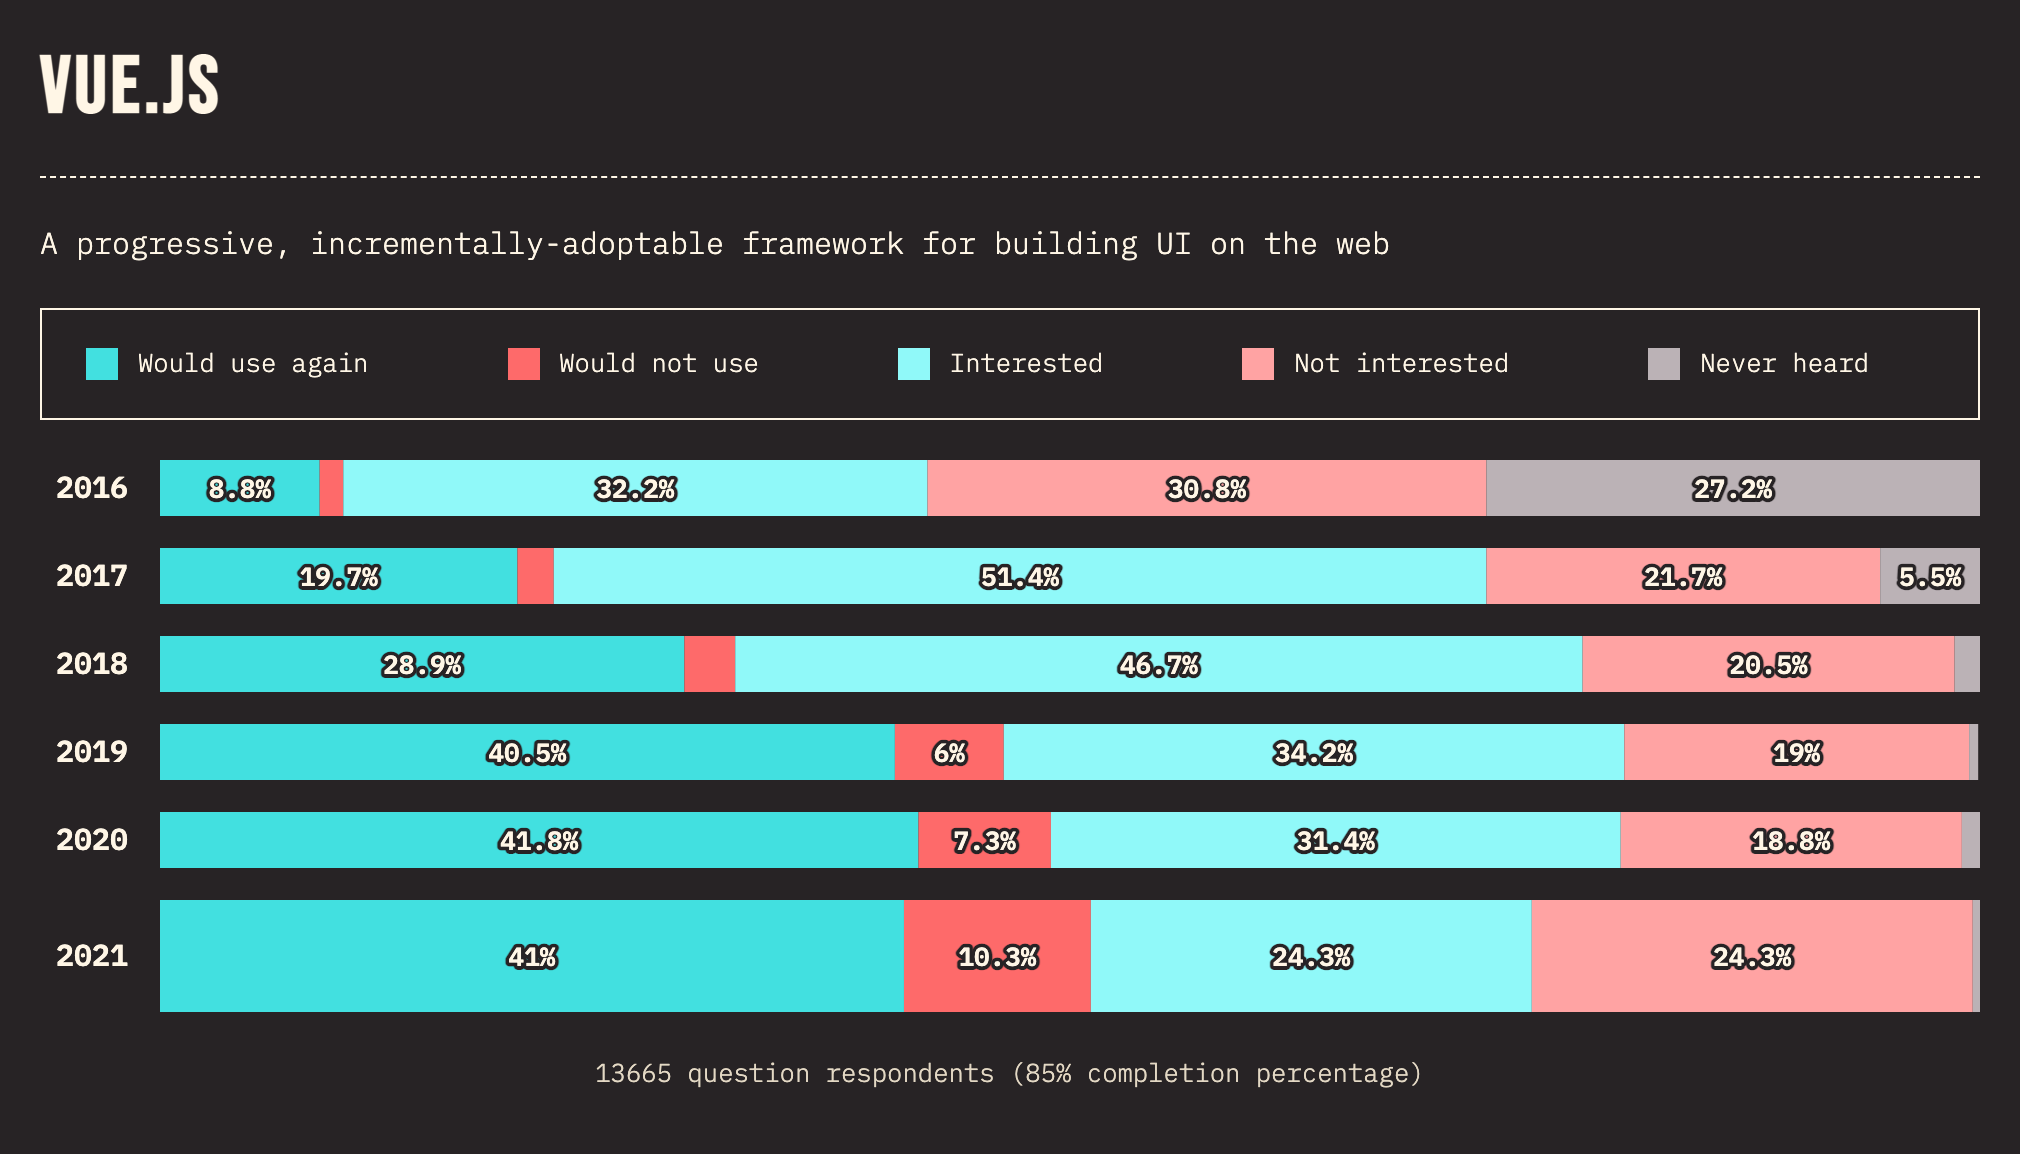 VUE.JS
A progressive, incrementally-adoptable framework for building UI on the web
Would use again Would not use Interested Not interested Never heard
2016 8.8% 32.2% 30.8% 27.2%
2017 19.7% 51.4% 21.7% 5.5%
2018 28.9% 46.7% 20.5%
2019 40.5% 6% 34.2% 19%
2020 41.8% 7.3% 31.4% 18.8%
2021 41% 10.3% 24.3% 24.3%
13665 question respondents (85% completion percentage)